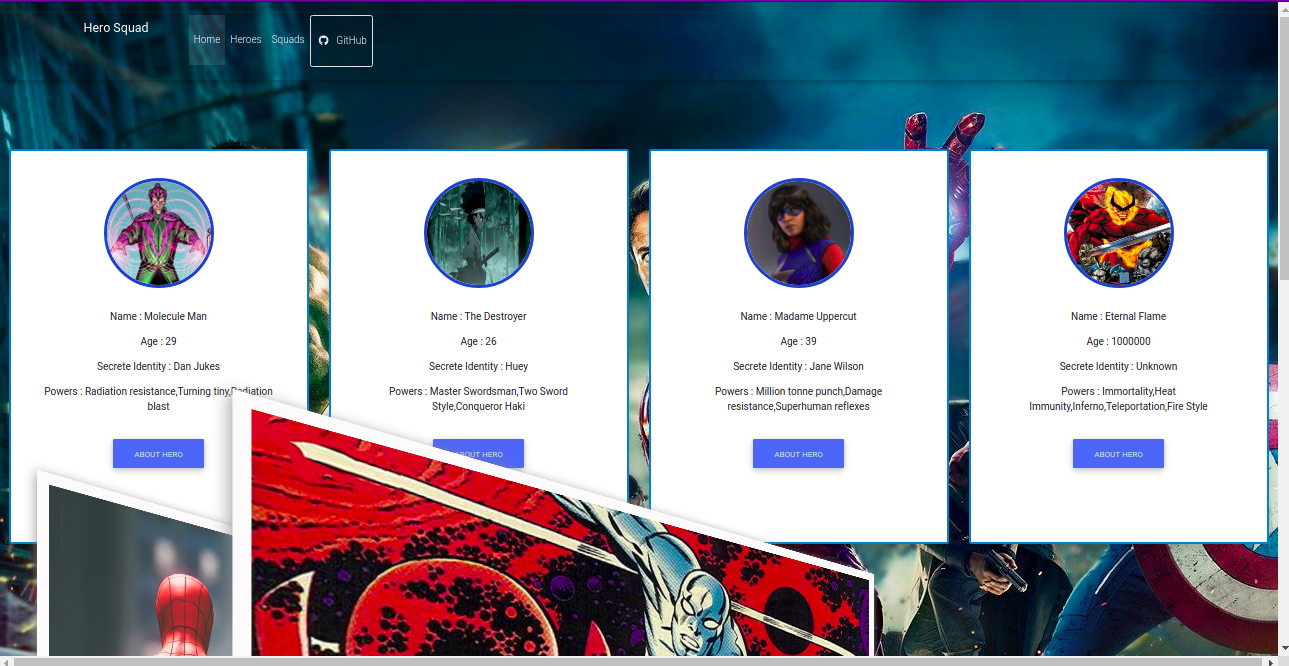 Hero Squad
Home Heroes Squads GitHub
Name : Molecule Man
Age : 29
Secrete Identity : Dan Jukes
Powers : Radiation resistance,Turning tiny,Radiation
blast
ABOUT HERO
Name : The Destroyer
Age : 26
Secrete Identity : Huey
Powers : Master Swordsman,Two Sword
Style,Conqueror Haki
ABOUT HERO
Name : Madame Uppercut
Age : 39
Secrete Identity : Jane Wilson
Powers : Million tonne punch,Damage
resistance,Superhuman reflexes
ABOUT HERO
Name : Eternal Flame
Age : 1000000
Secrete Identity : Unknown
Powers : Immortality,Heat
Immunity,Inferno,Teleportation,Fire Style
ABOUT HERO